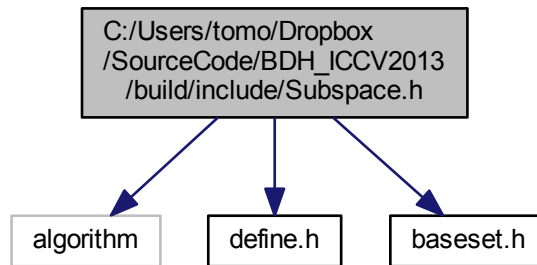 C:/Users/tomo/Dropbox
/SourceCode/BDH_ICCV2013
/build/include/Subspace.h
algorithm
define.h
baseset.h